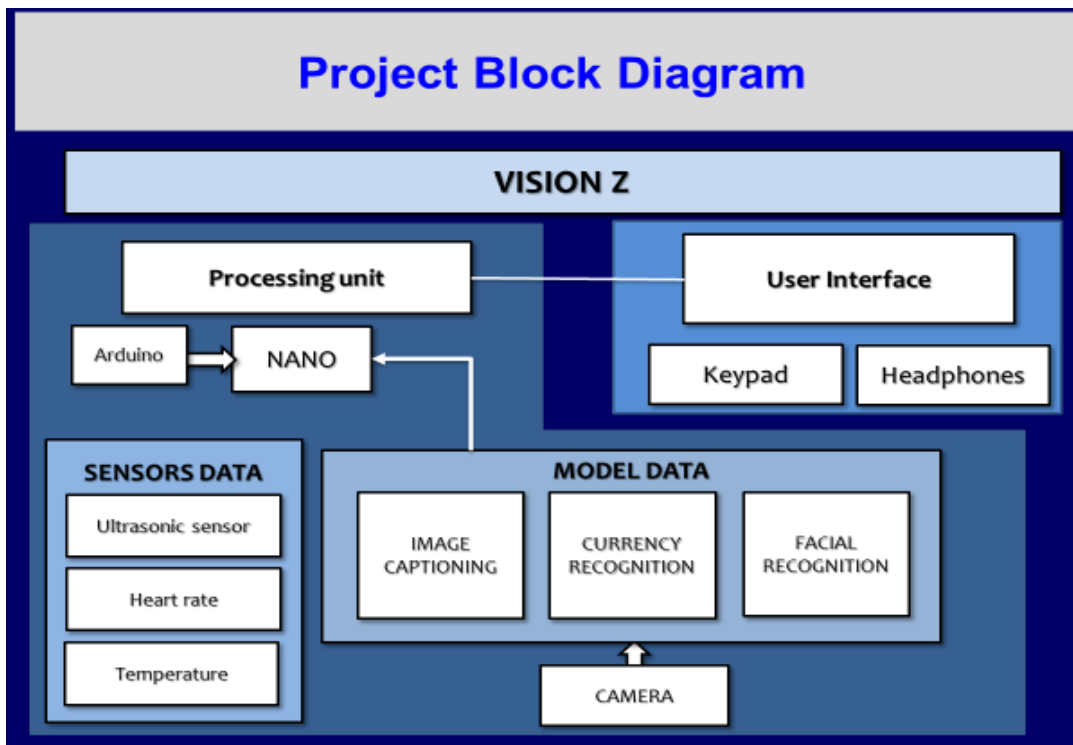 Project Block Diagram
VISION Z
Processing unit
User Interface
Arduino
NANO
Keypad
Headphones
SENSORS DATA
Ultrasonic sensor
Heart rate
Temperature
MODEL DATA
IMAGE
CAPTIONING
CURRENCY
RECOGNITION
FACIAL
RECOGNITION
CAMERA